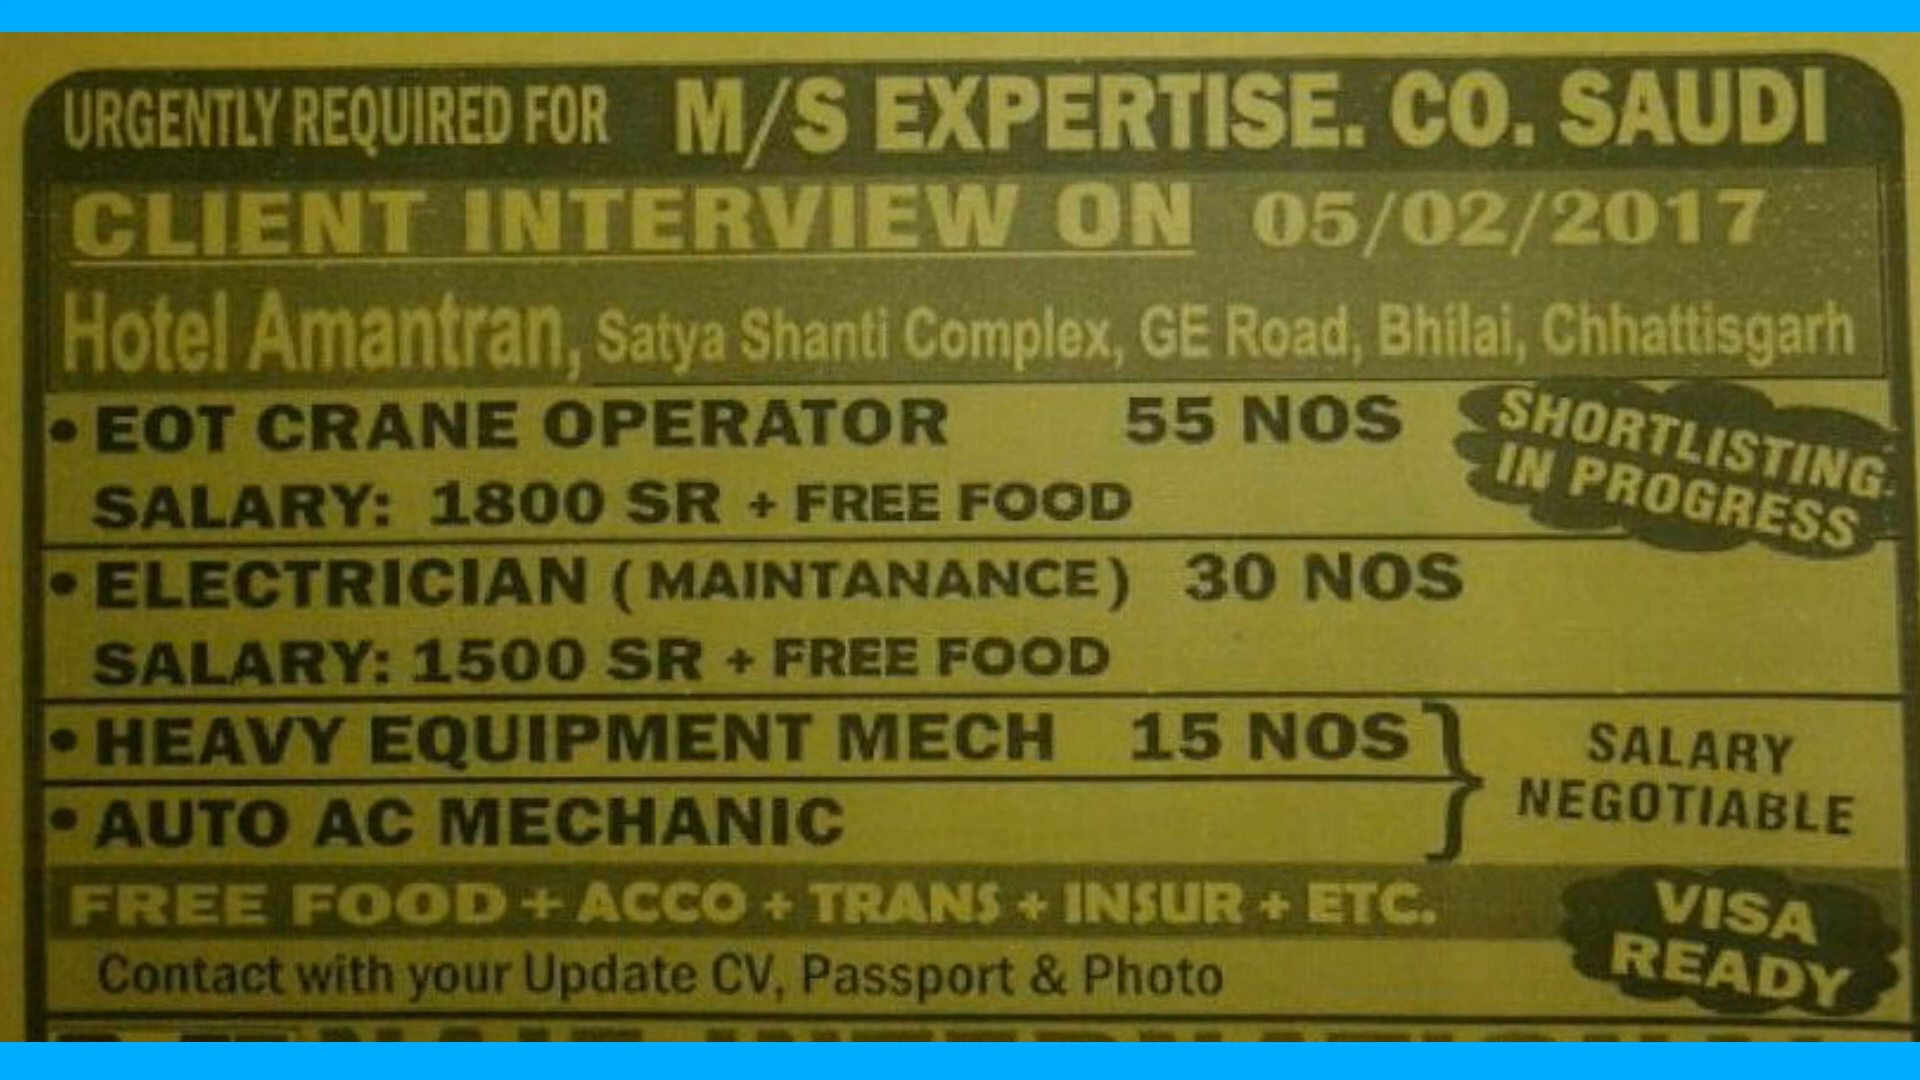 URGENTLY REQUIRED FOR M/S EXPERTISE. CO. SAUDI
CLIENT INTERVIEW ON 05/02/2017
Hotel Amantran, Satya Shanti Complex, GE Road, Bhilai, Chhattisgarh
• EOT CRANE OPERATOR 55 NOS
SHORTLISTING
IN PROGRESS
SALARY: 1800 SR + FREE FOOD
• ELECTRICIAN (MAINTANANCE) 30 NOS
SALARY: 1500 SR + FREE FOOD
• HEAVY EQUIPMENT MECH 15 NOS
• AUTO AC MECHANIC
SALARY
NEGOTIABLE
FREE FOOD + ACCO + TRANS + INSUR + ETC.
VISA
READY
Contact with your Update CV, Passport & Photo